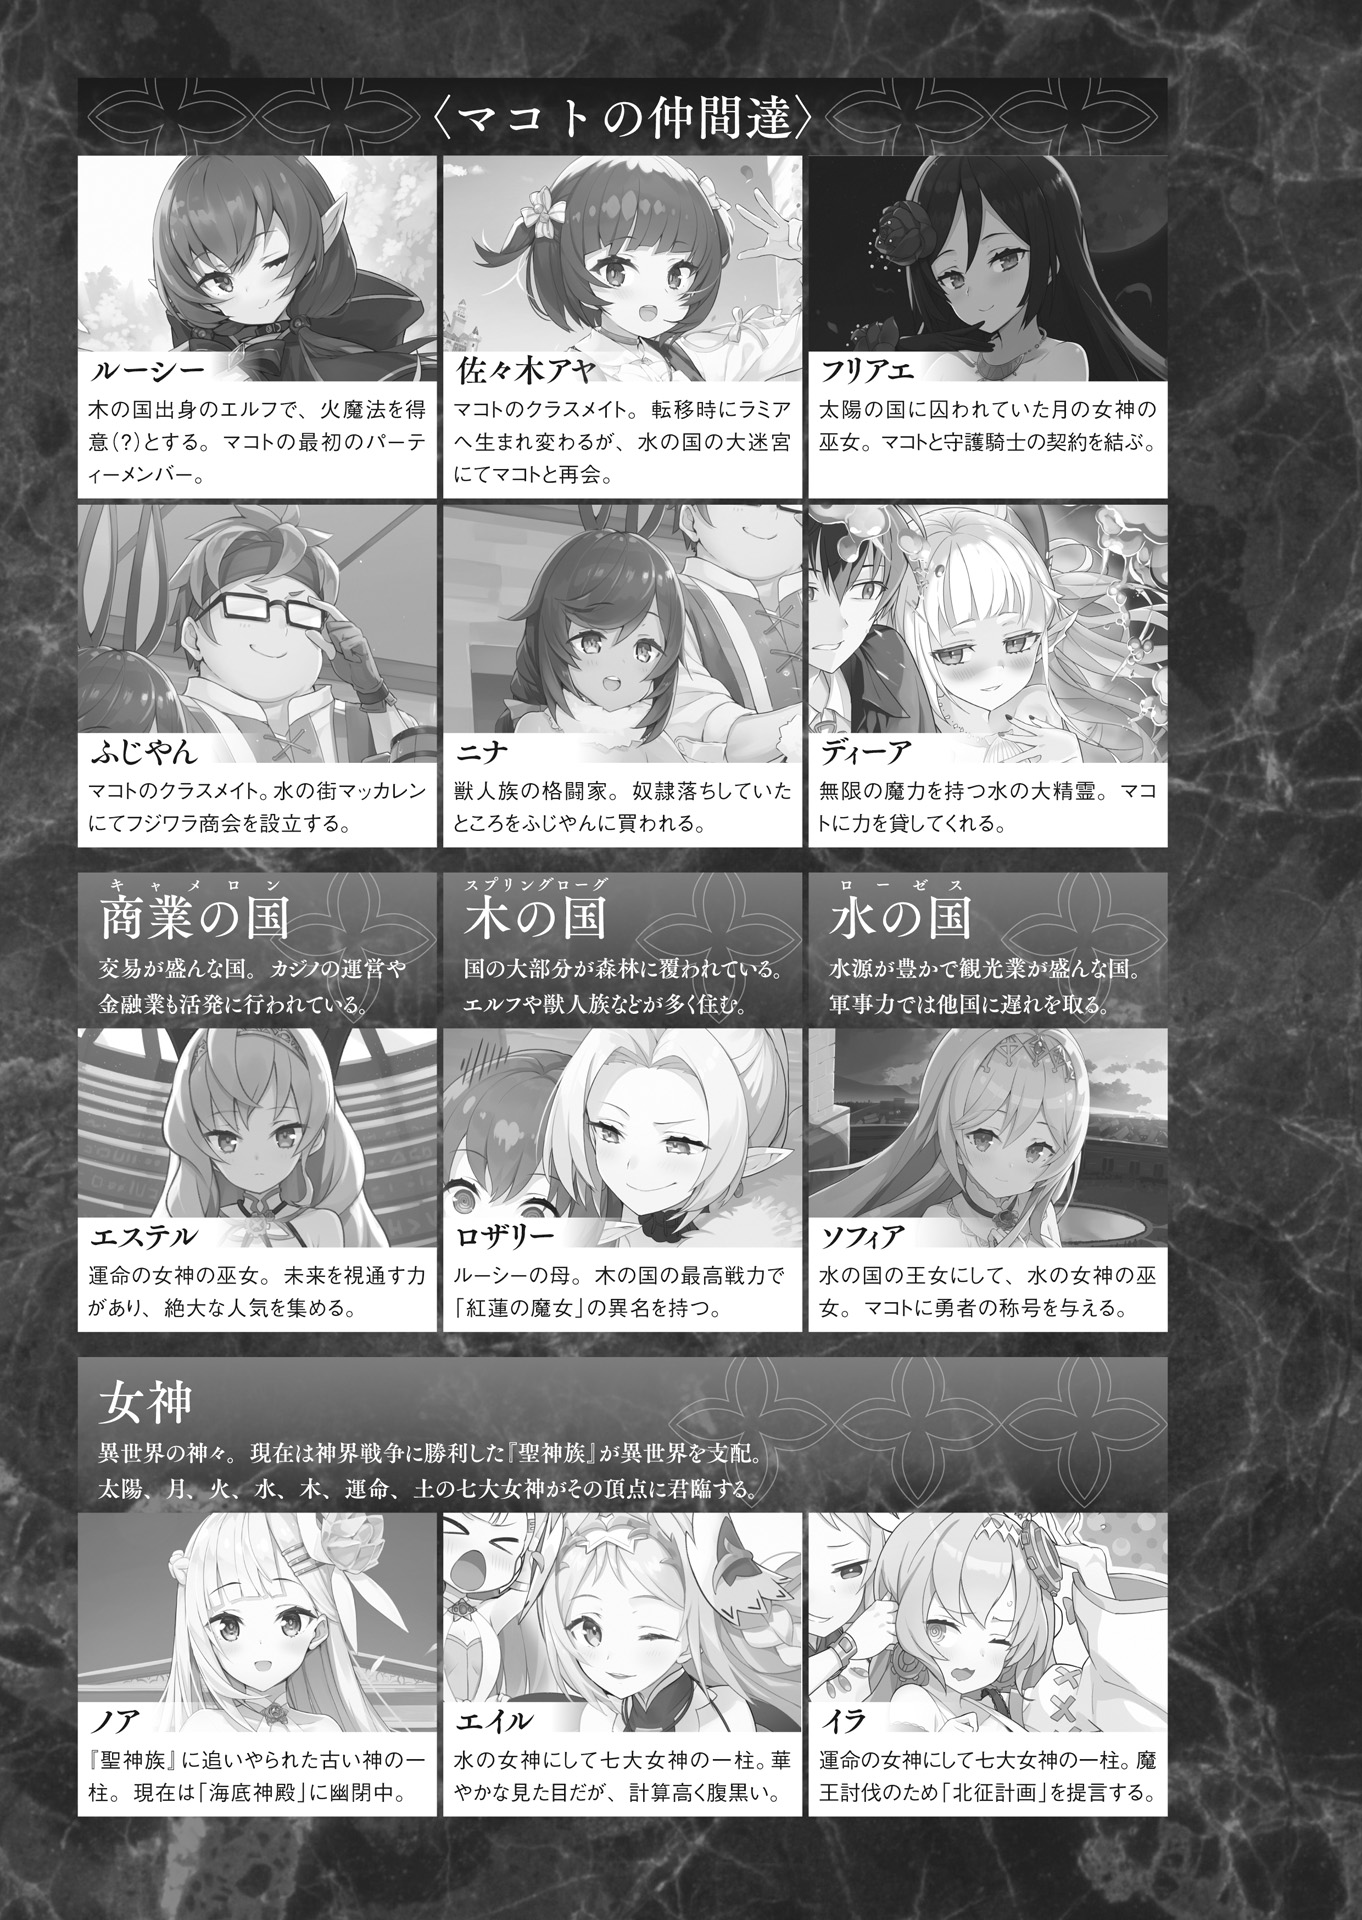 〈マコトの仲間達〉
ルーシー
木の国出身のエルフで、火魔法を得
意(?)とする。マコトの最初のパーテ
ィーメンバー。
佐々木アヤ
マコトのクラスメイト。転移時にラミア
へ生まれ変わるが、水の国の大迷宮
にてマコトと再会。
フリアエ
太陽の国に囚われていた月の女神の
巫女。マコトと守護騎士の契約を結ぶ。
ふじやん
マコトのクラスメイト。水の街マッカレン
にてフジワラ商会を設立する。
ニナ
獣人族の格闘家。奴隷落ちしていた
ところをふじやんに買われる。
ディーア
無限の魔力を持つ水の大精霊。マコ
トに力を貸してくれる。
キャメロン
商業の国
交易が盛んな国。カジノの運営や
金融業も活発に行われている。
エステル
運命の女神の巫女。未来を視通す力
があり、絶大な人気を集める。
スプリングローグ
木の国
国の大部分が森林に覆われている。
エルフや獣人族などが多く住む。
ロザリー
ルーシーの母。木の国の最高戦力で
「紅蓮の魔女」の異名を持つ。
ローゼス
水の国
水源が豊かで観光業が盛んな国。
軍事力では他国に遅れを取る。
ソフィア
水の国の王女にして、水の女神の巫
女。マコトに勇者の称号を与える。
女神
異世界の神々。現在は神界戦争に勝利した『聖神族』が異世界を支配。
太陽、月、火、水、木、運命、土の七大女神がその頂点に君臨する。
ノア
『聖神族』に追いやられた古い神の一
柱。現在は「海底神殿」に幽閉中。
エイル
水の女神にして七大女神の一柱。華
やかな見た目だが、計算高く腹黒い。
イラ
運命の女神にして七大女神の一柱。魔
王討伐のため「北征計画」を提言する。